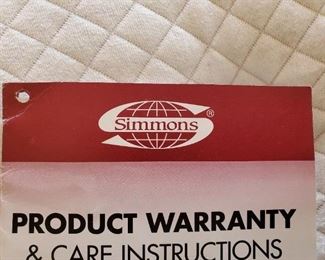 Simmons®
PRODUCT WARRANTY
& CARE INSTRUCTIONS